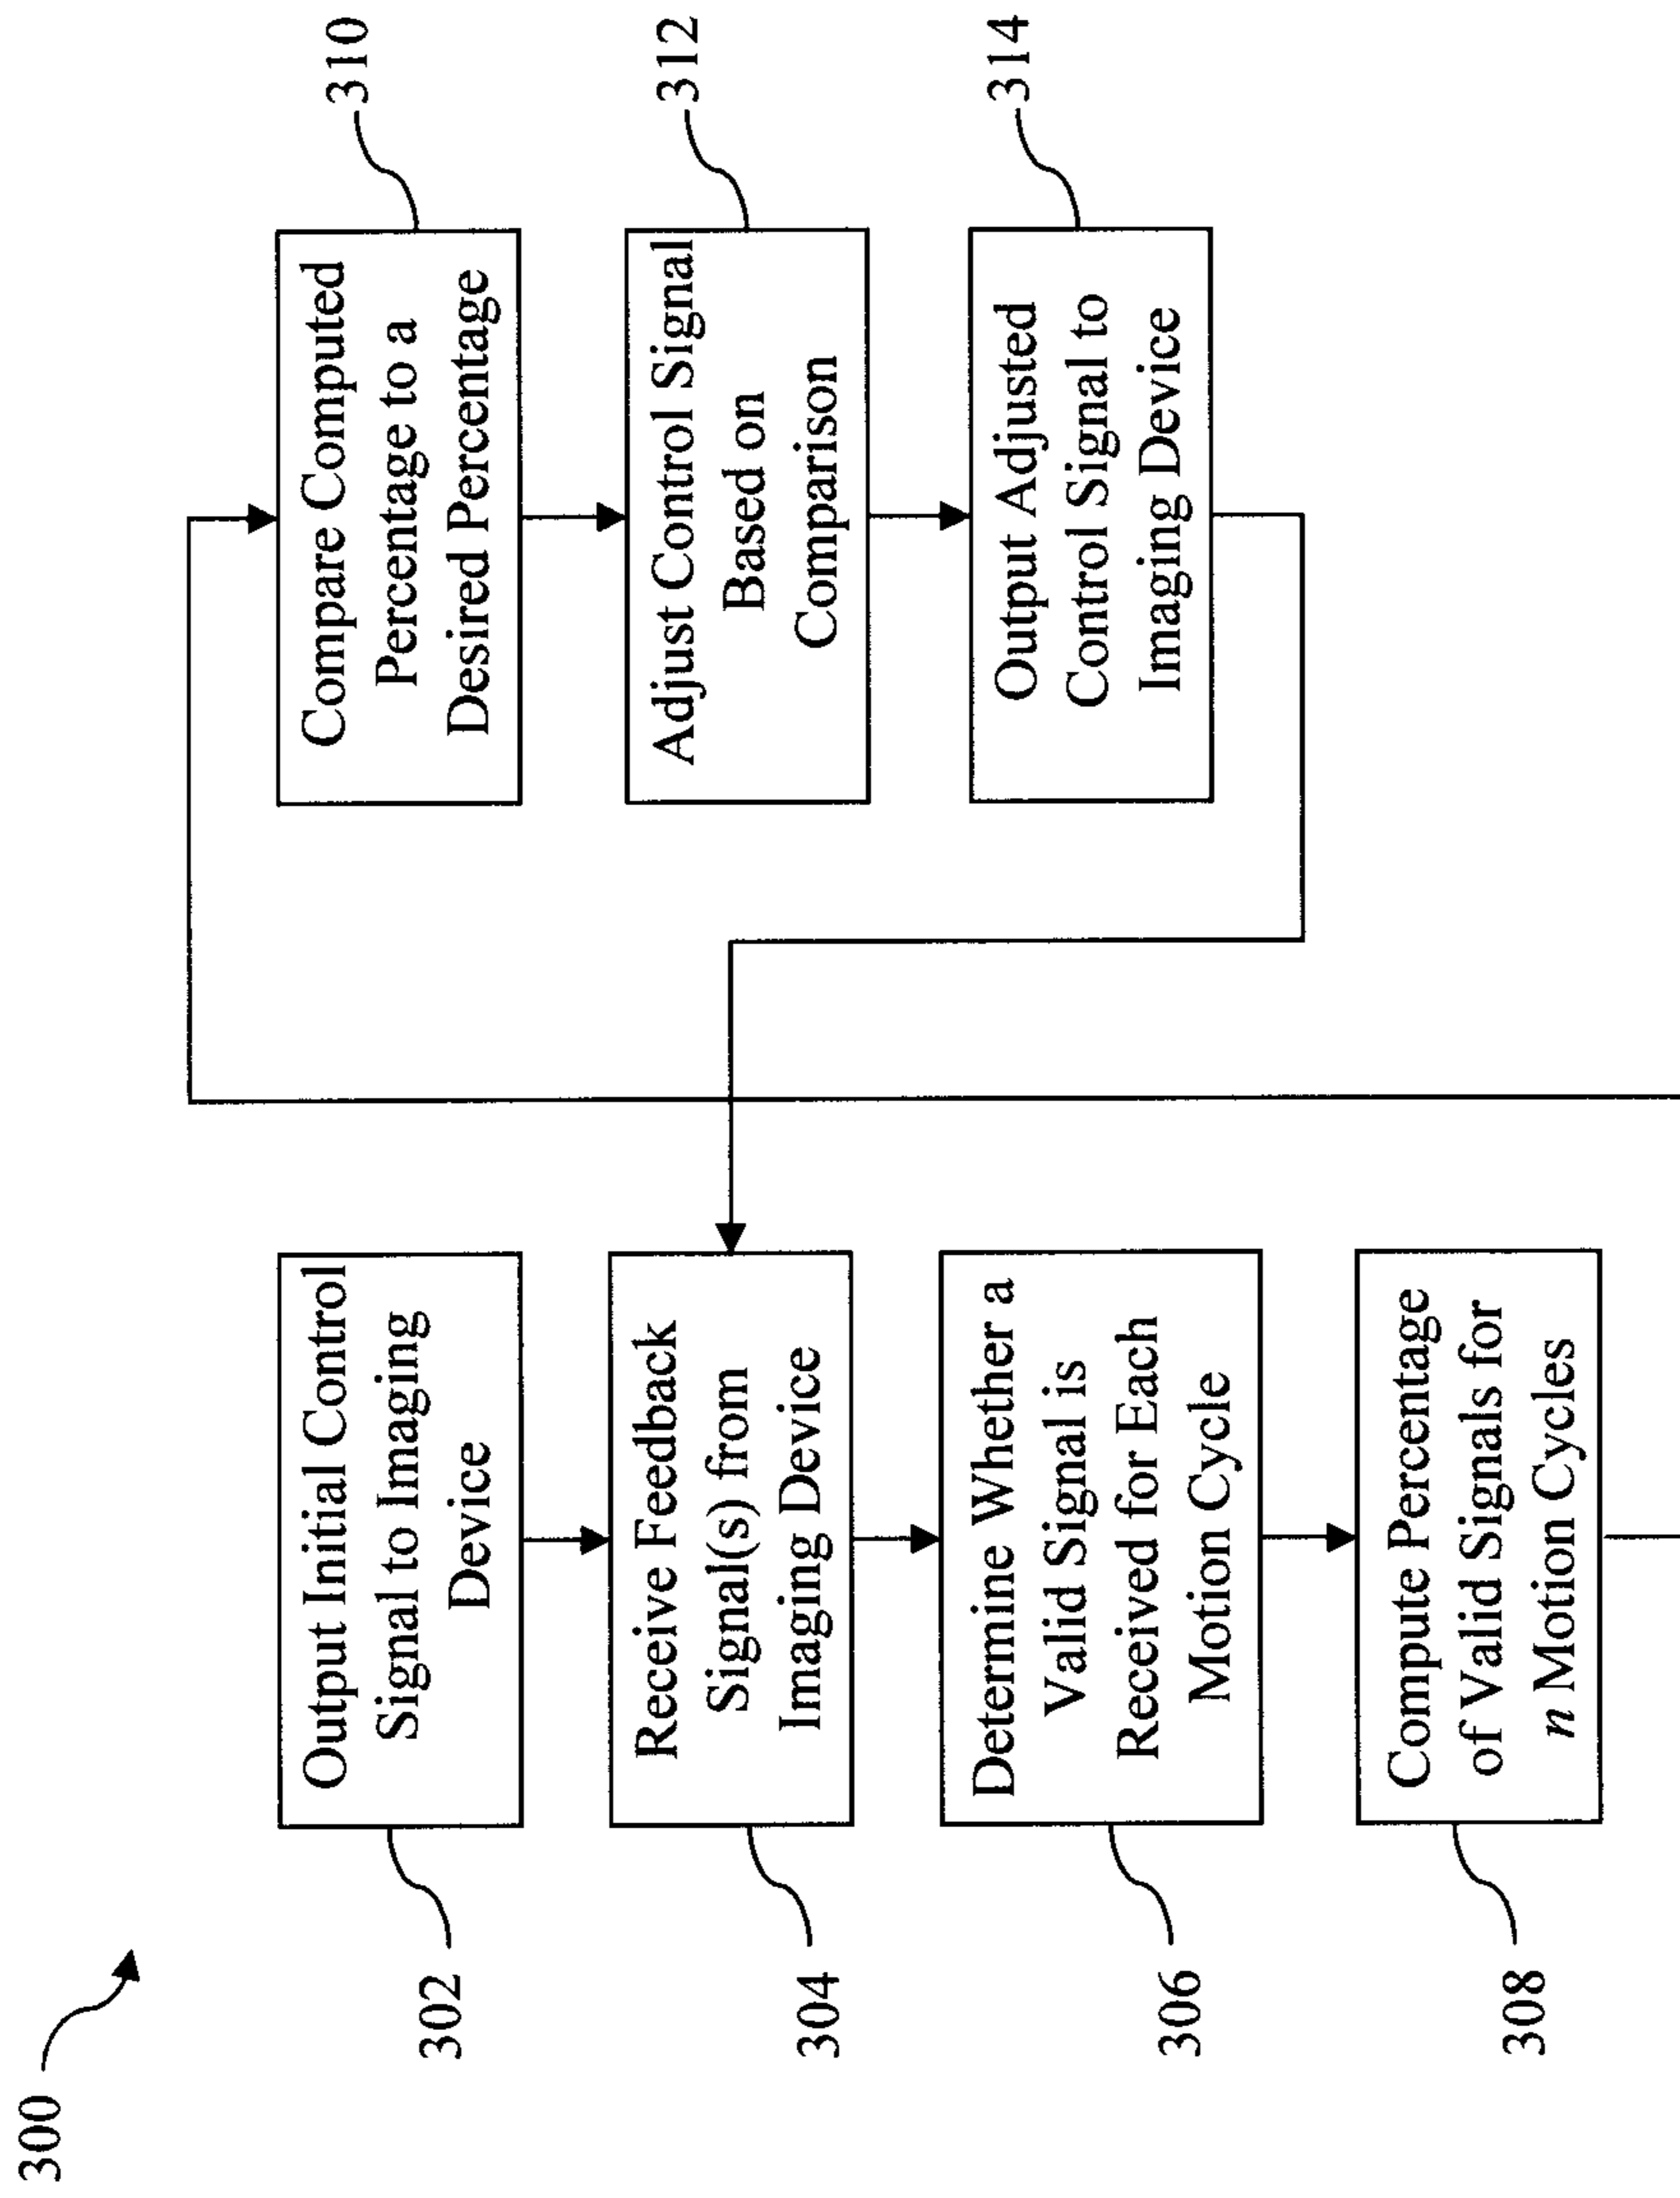 300
302
Output Initial Control
Signal to Imaging
Device
304
Receive Feedback
Signal(s) from
Imaging Device
306
Determine Whether a
Valid Signal is
Received for Each
Motion Cycle
308
Compute Percentage
of Valid Signals for
n Motion Cycles
310
Compare Computed
Percentage to a
Desired Percentage
312
Adjust Control Signal
Based on
Comparison
314
Output Adjusted
Control Signal to
Imaging Device